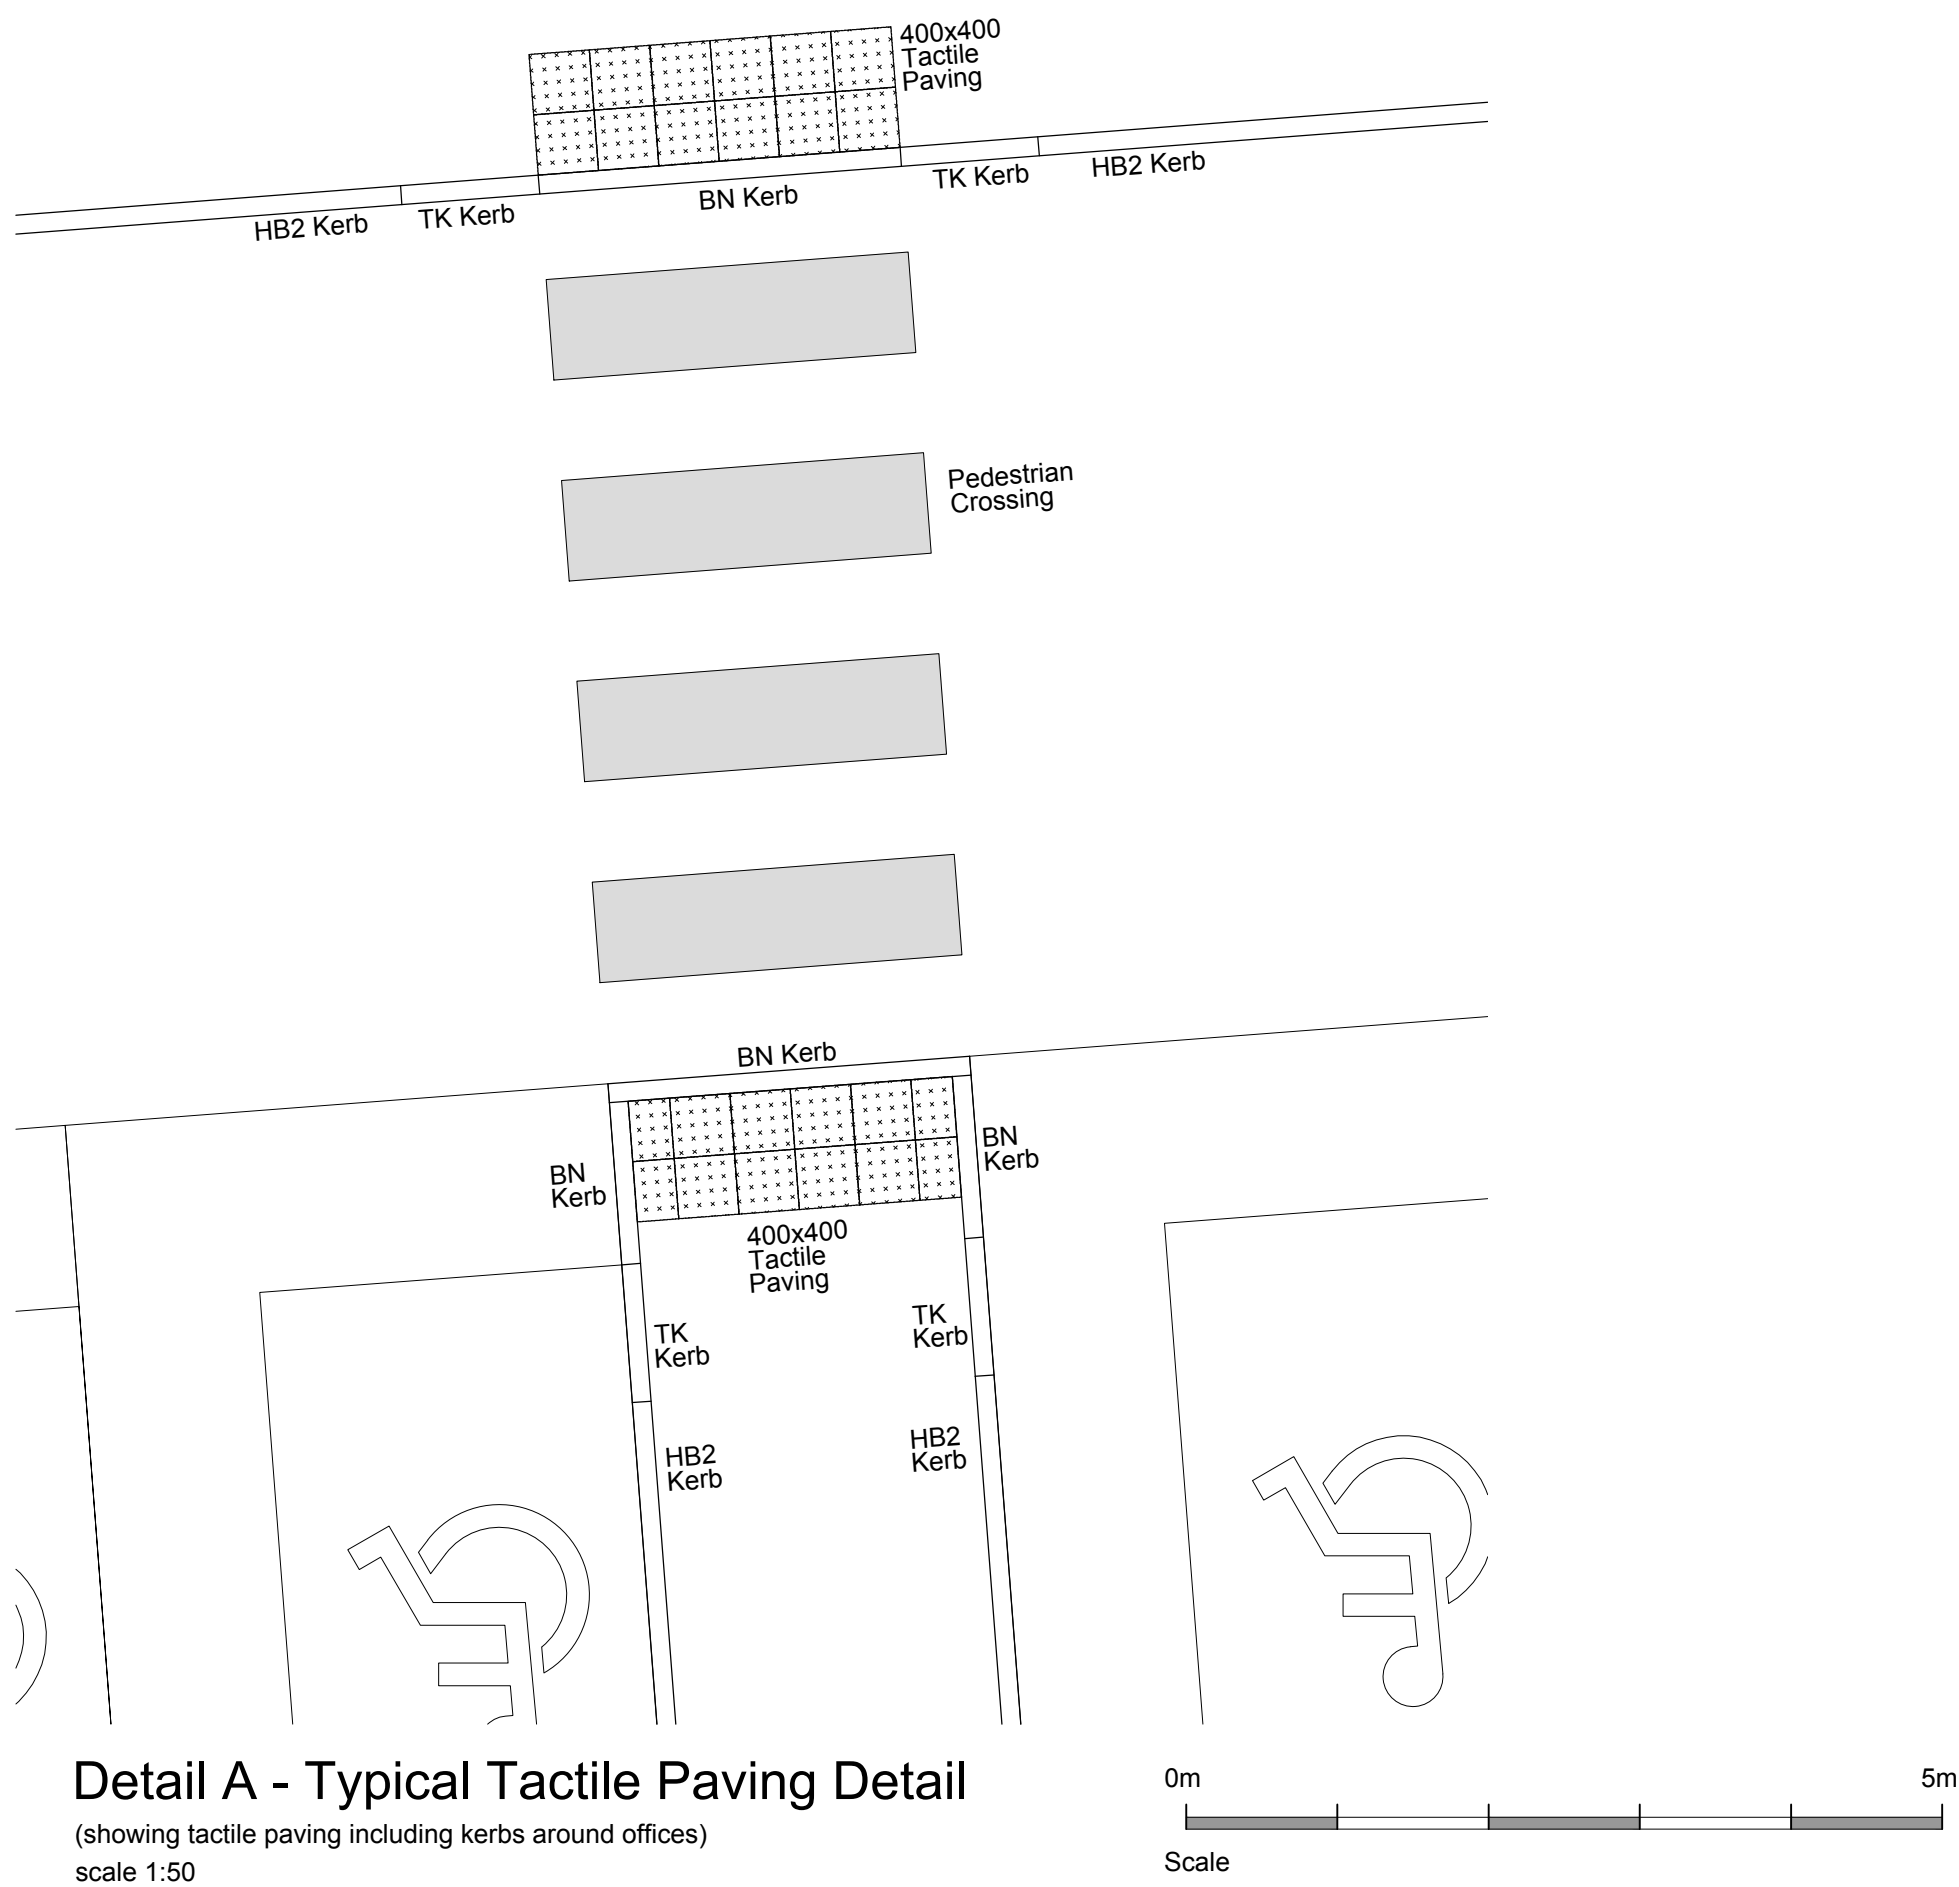 400x400
Tactile
Paving
HB2 Kerb
TK Kerb
BN Kerb
TK Kerb
HB2 Kerb
Pedestrian
Crossing
BN Kerb
BN
Kerb
BN
Kerb
400x400
Tactile
Paving
TK
Kerb
TK
Kerb
HB2
Kerb
HB2
Kerb
Detail A - Typical Tactile Paving Detail
(showing tactile paving including kerbs around offices)
scale 1:50
0m
5m
Scale